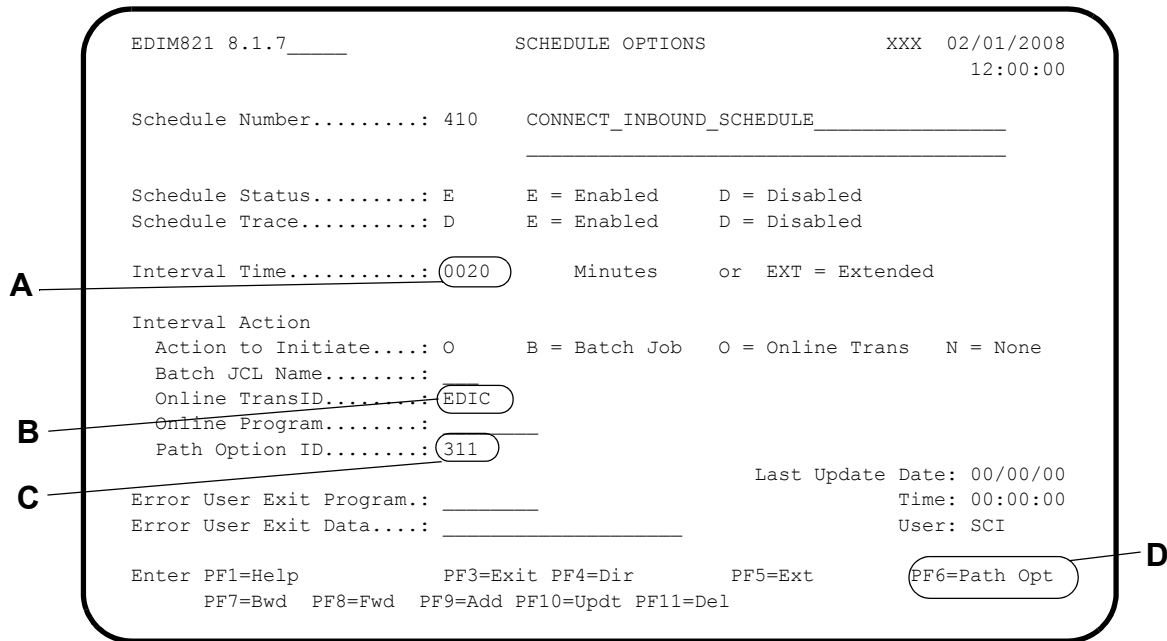 EDIM821 8.1.7_____ SCHEDULE OPTIONS XXX 02/01/2008
12:00:00
Schedule Number.........: 410 CONNECT_INBOUND_SCHEDULE________________
________________________________________
Schedule Status.........: E E = Enabled D = Disabled
Schedule Trace..........: D E = Enabled D = Disabled
A Interval Time...........: 0020 Minutes or EXT = Extended
Interval Action
Action to Initiate....: O B = Batch Job O = Online Trans N = None
Batch JCL Name........: ___
Online TransID........: EDIC
B Online Program........: ________
Path Option ID........: 311
Last Update Date: 00/00/00
C Error User Exit Program.: ________ Time: 00:00:00
Error User Exit Data....: ____________________ User: SCI
D
Enter PF1=Help PF3=Exit PF4=Dir PF5=Ext PF6=Path Opt
PF7=Bwd PF8=Fwd PF9=Add PF10=Updt PF11=Del